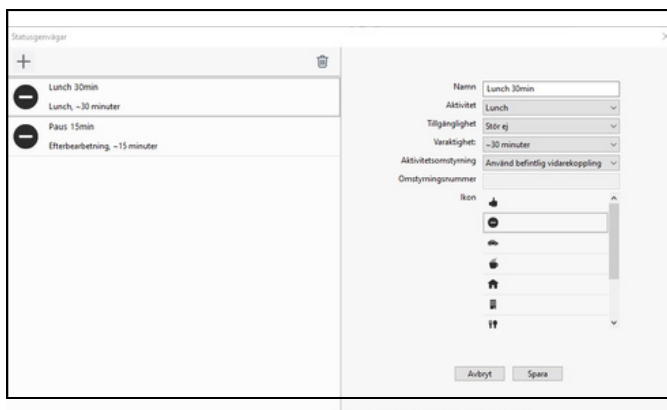 Statusgenvägar
Lunch 30min
Lunch, ~30 minuter
Paus 15min
Efterbearbetning, ~15 minuter
Namn Lunch 30min
Aktivitet Lunch
Tillgänglighet Stör ej
Varaktighet: ~30 minuter
Aktivitetsomstyrning Använd befintlig vidarekoppling
Omstyrningsnummer
Ikon
Avbryt Spara